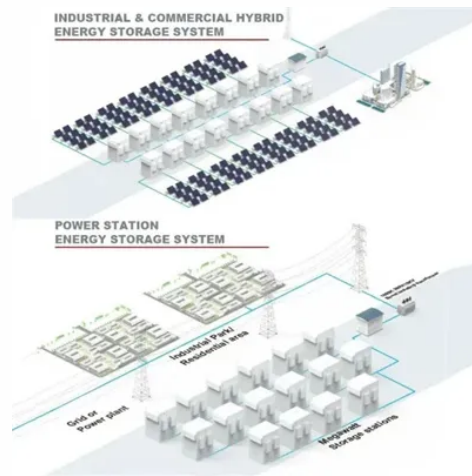 INDUSTRIAL & COMMERCIAL HYBRID
ENERGY STORAGE SYSTEM
POWER STATION
ENERGY STORAGE SYSTEM
Industrial Park/
Residential area
Grid or
Power plant
Megawatt
Storage stations